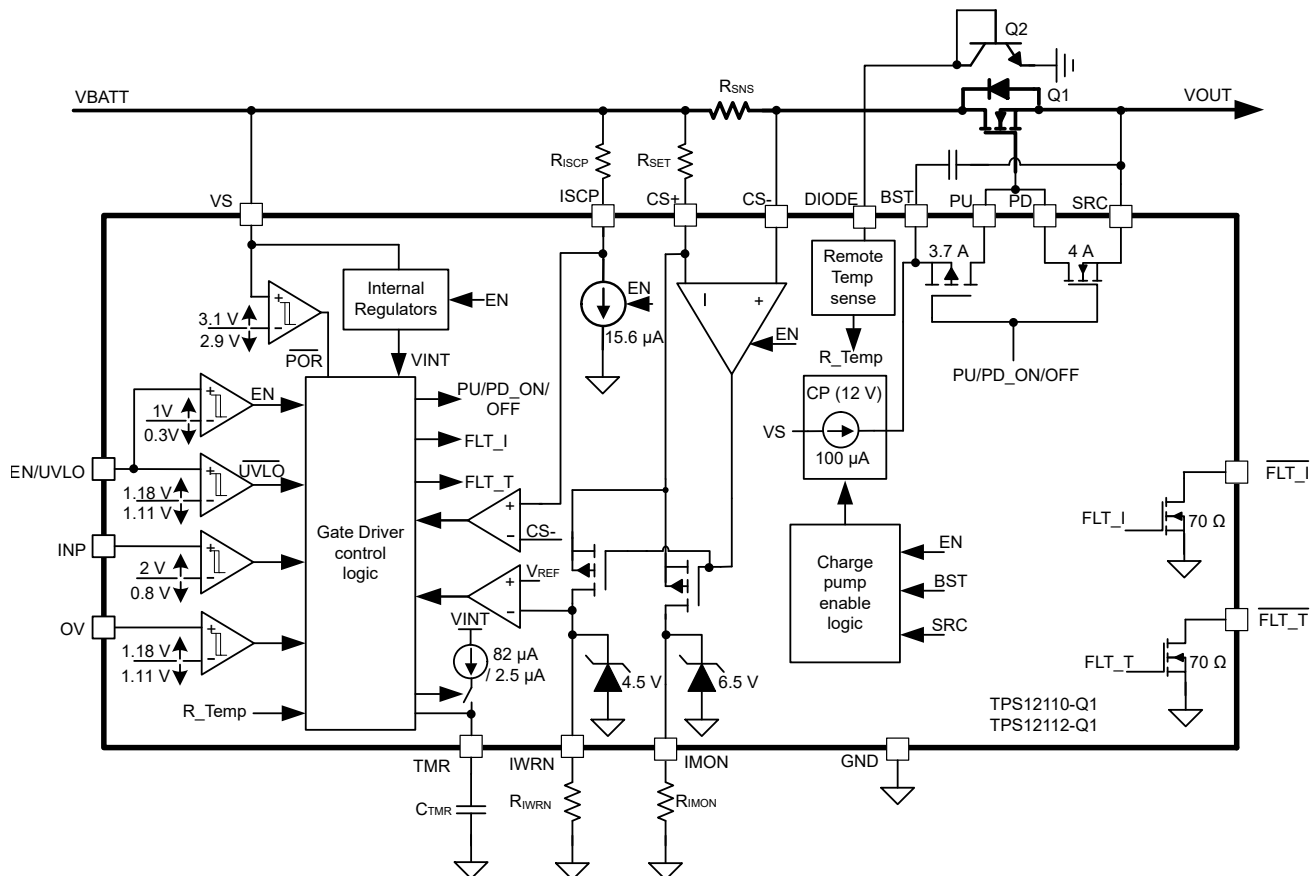 Q2
RSNS
Q1
VBATT
VOUT
RISCP
RSET
VS
ISCP
CS+
CS-
DIODE
BST
PU
PD
SRC
3.7 A
4 A
Remote
Temp
sense
Internal
Regulators
EN
EN
15.6 µA
I
+
EN
3.1 V
2.9 V
+
−
POR
VINT
R_Temp
PU/PD_ON/OFF
EN
1V
0.3V
+
−
PU/PD_ON/
OFF
CP (12 V)
VS
100 µA
FLT_I
EN/UVLO
UVLO
1.18 V
1.11 V
+
−
FLT_T
FLT_I
FLT_I
70 Ω
Gate Driver
control
logic
+
−
CS-
INP
2 V
0.8 V
+
−
Charge
pump
enable
logic
EN
BST
SRC
VREF
+
−
OV
1.18 V
1.11 V
+
−
VINT
82 µA
/ 2.5 µA
4.5 V
6.5 V
FLT_T
FLT_T
70 Ω
R_Temp
TPS12110-Q1
TPS12112-Q1
TMR
IWRN
IMON
GND
CTMR
RIWRN
RIMON